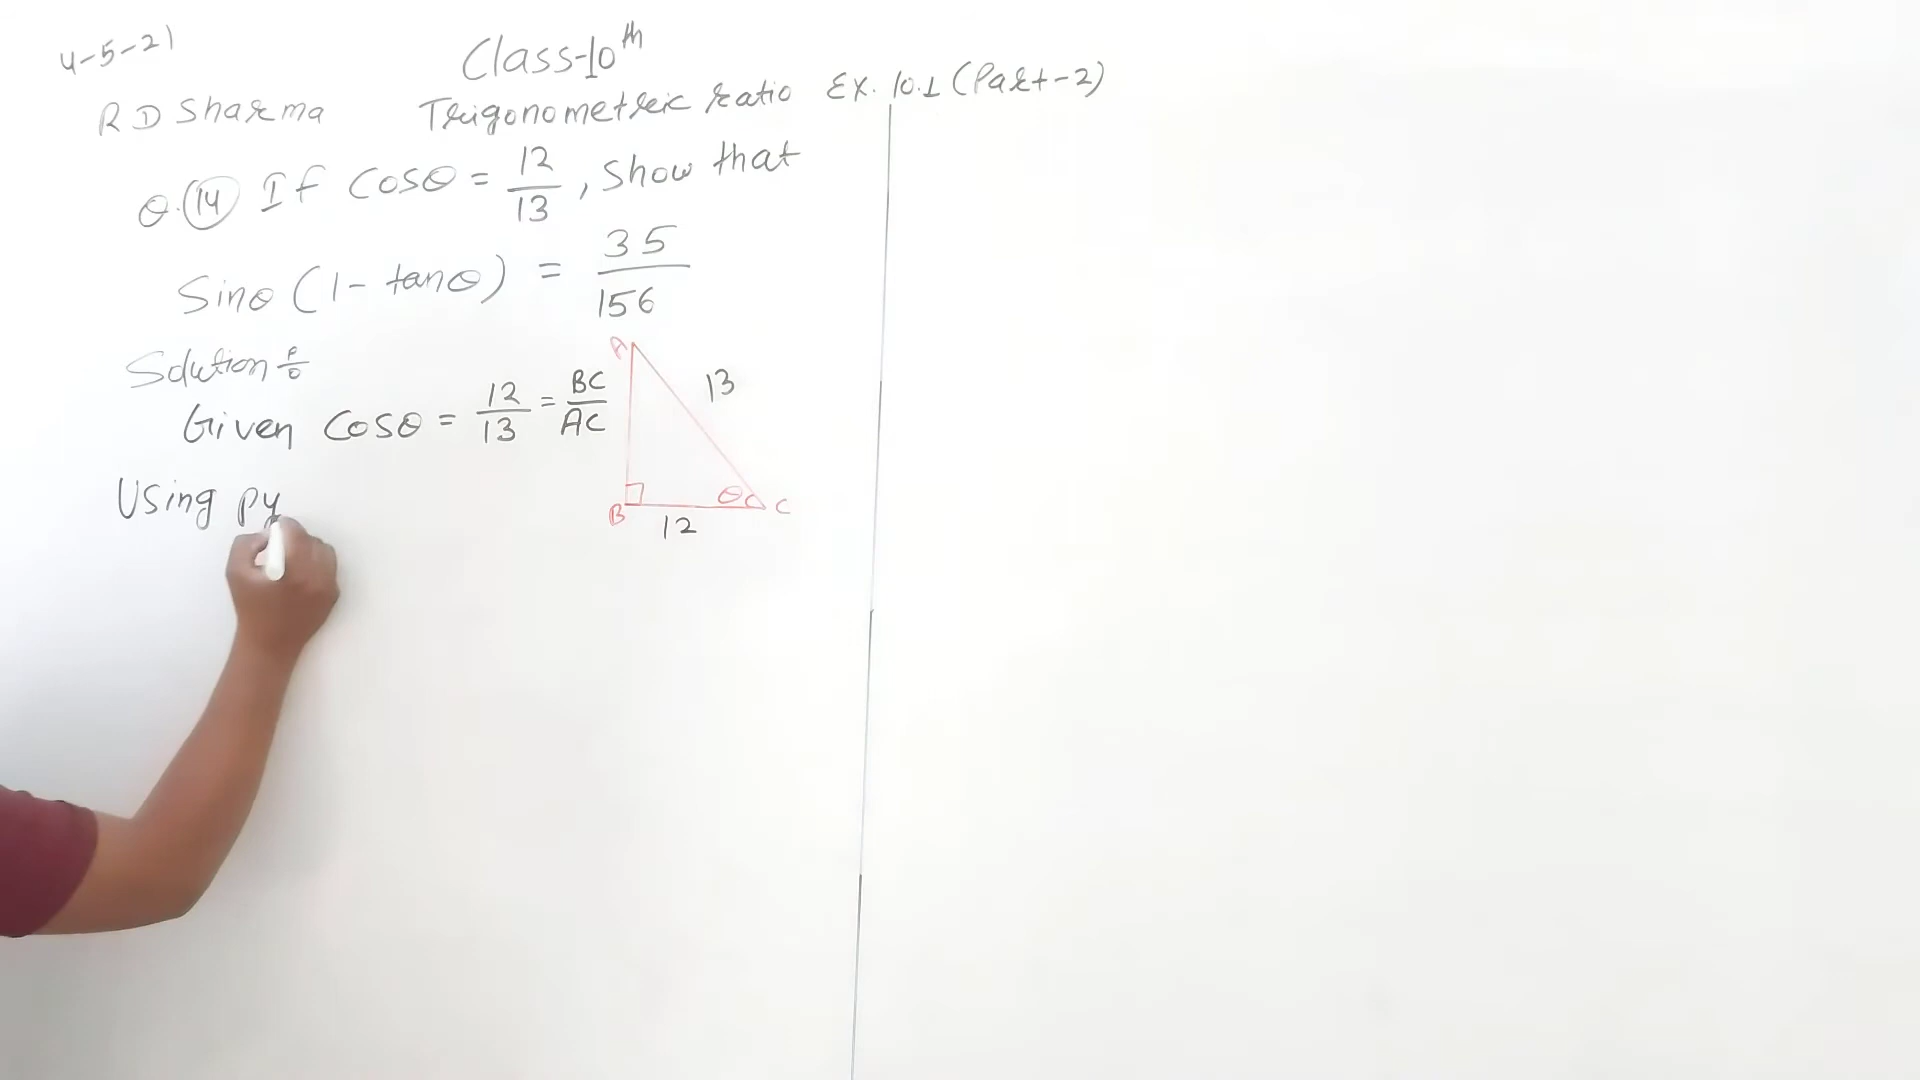 4-5-21
Class-10th
RD Sharma Trigonometric ratio Ex. 10.1 (Part-2)
Q.(14) If cosθ = 12/13, show that
Sinθ (1 - tanθ) = 35/156
Solution:
Given cosθ = 12/13 = BC/AC
A
13
Using py
θ
B
C
12